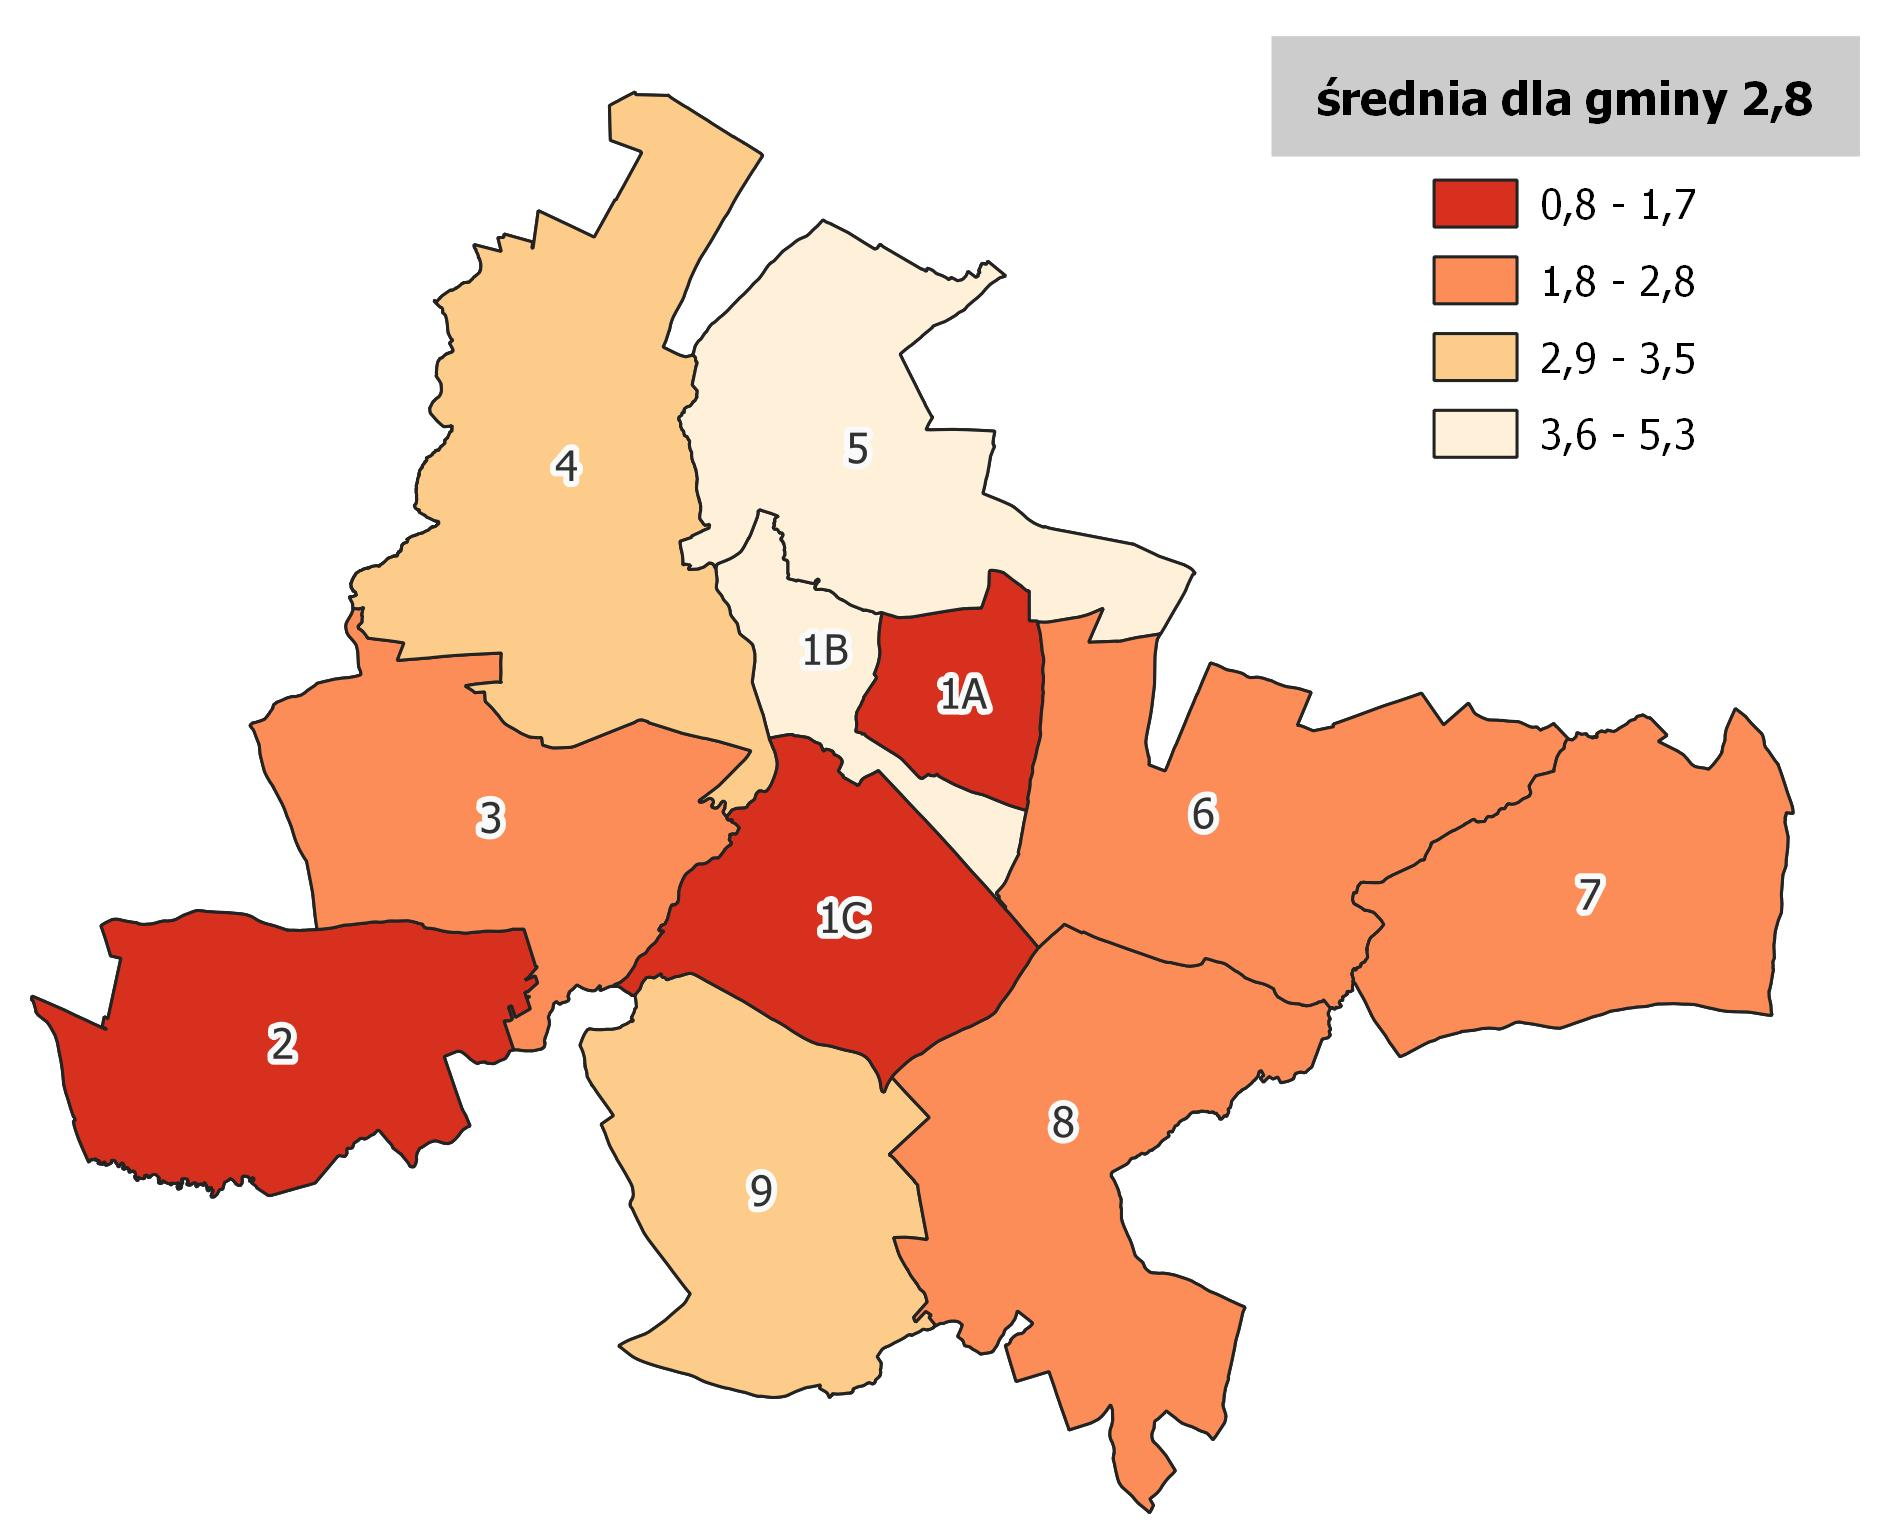 średnia dla gminy 2,8
0,8 - 1,7
1,8 - 2,8
2,9 - 3,5
3,6 - 5,3
5
4
1B
1A
6
3
7
1C
2
8
9